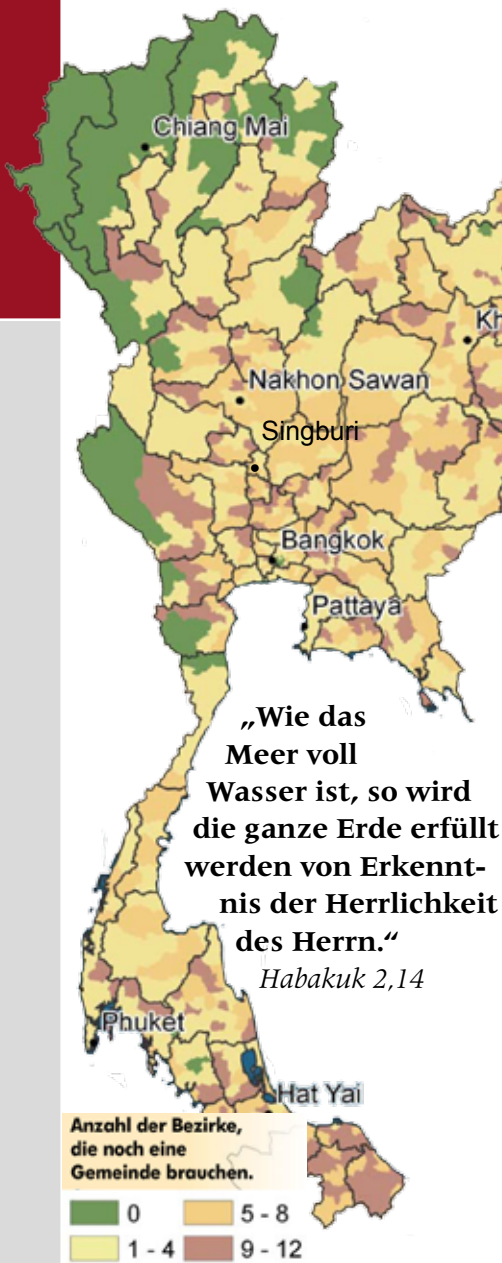 Chiang Mai
Kh
Nakhon Sawan
Singburi
Bangkok
Pattaya
„Wie das
Meer voll
Wasser ist, so wird
die ganze Erde erfüllt
werden von Erkennt-
nis der Herrlichkeit
des Herrn.“
Habakuk 2,14
Phuket
Hat Yai
Anzahl der Bezirke,
die noch eine
Gemeinde brauchen.
0
5 - 8
1 - 4
9 - 12